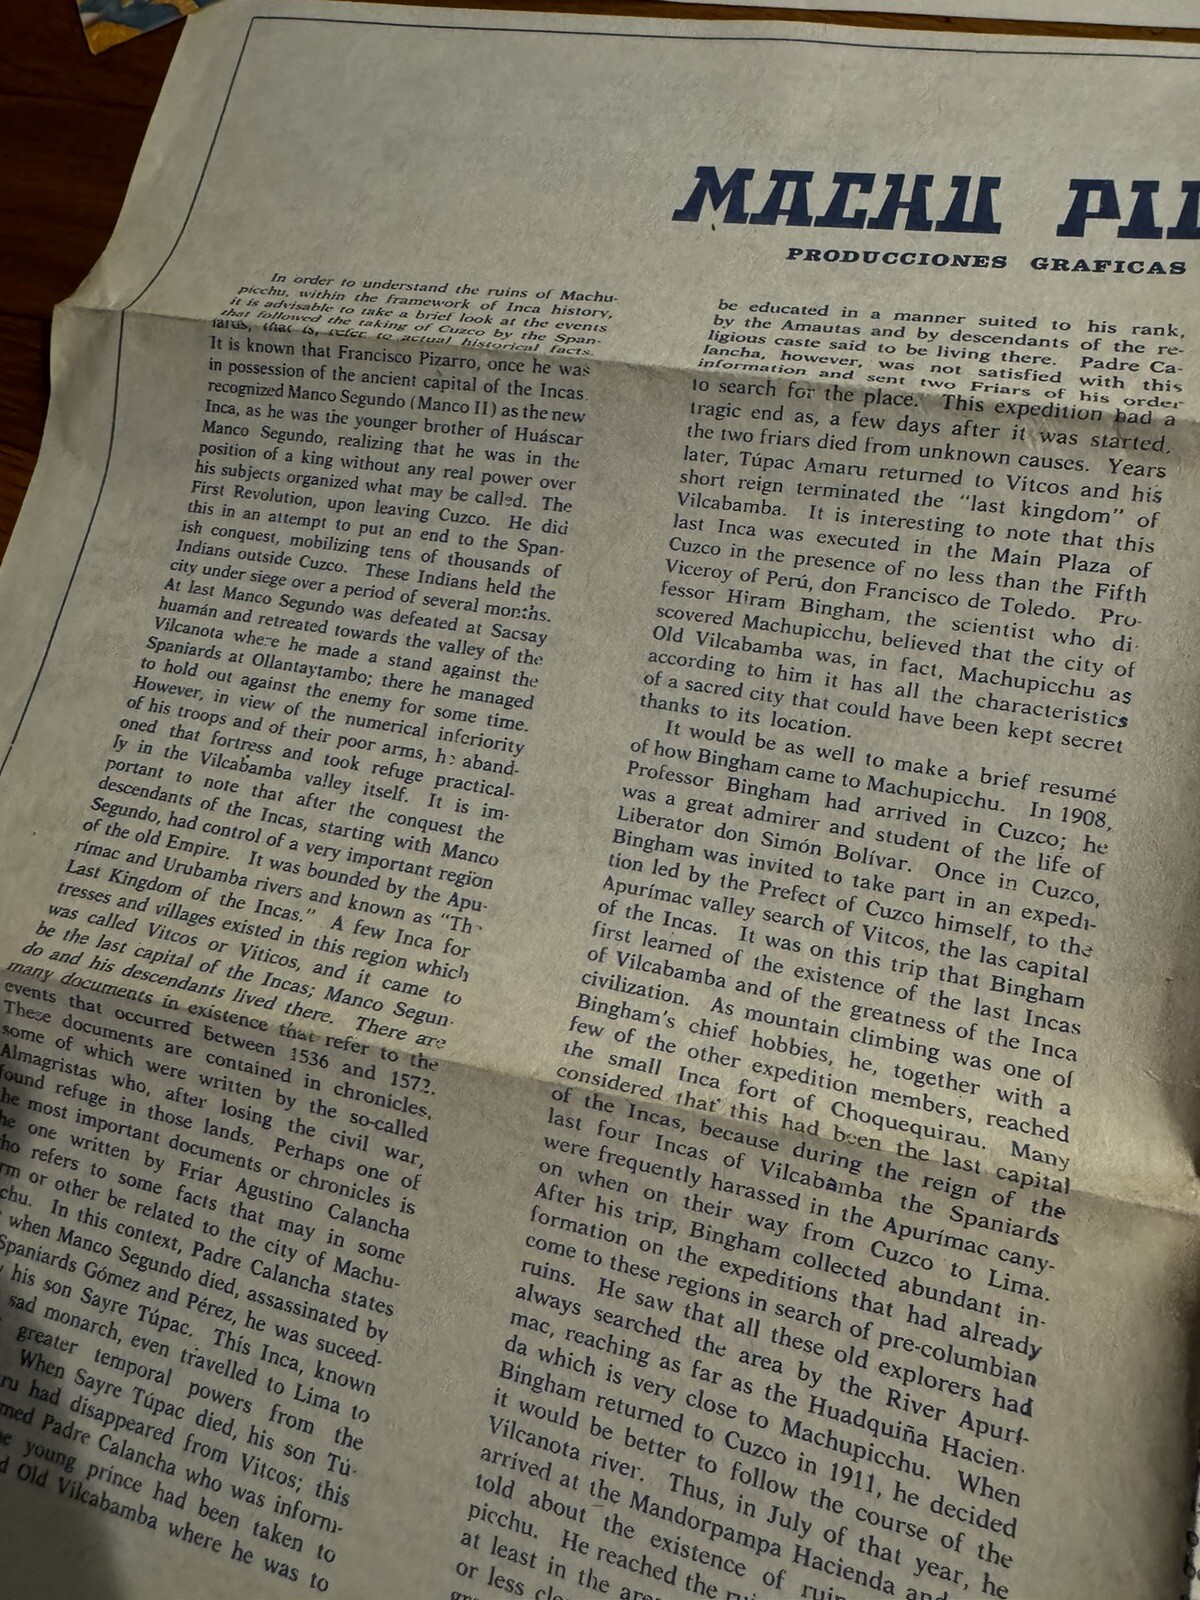 MACHU
PRODUCCIONES GRAFICAS
In order to understand the ruins of Machu-
picchu, within the framework of Inca history,
it is advisable to take a brief look at the events
that followed the taking of Cuzco by the Span-
iards, that is, refer to actual historical facts.
It is known that Francisco Pizarro, once he was
in possession of the ancient capital of the Incas
recognized Manco Segundo (Manco II) as the new
Inca, as he was the younger brother of Huáscar
Manco Segundo, realizing that he was in the
position of a king without any real power over
his subjects organized what may be called. The
First Revolution, upon leaving Cuzco. He did
this in an attempt to put an end to the Span-
ish conquest, mobilizing tens of thousands of
Indians outside Cuzco. These Indians held the
city under siege over a period of several months.
At last Manco Segundo was defeated at Sacsay
huamán and retreated towards the valley of the
Vilcanota where he made a stand against the
Spaniards at Ollantaytambo; there he managed
to hold out against the enemy for some time.
However, in view of the numerical inferiority
of his troops and of their poor arms, he aband-
oned that fortress and took refuge practical-
ly in the Vilcabamba valley itself. It is im-
portant to note that after the conquest the
descendants of the Incas, starting with Manco
Segundo, had control of a very important region
of the old Empire. It was bounded by the Apu-
rímac and Urubamba rivers and known as "Th
Last Kingdom of the Incas." A few Inca for
tresses and villages existed in this region which
was called Vitcos or Viticos, and it came to
be the last capital of the Incas; Manco Segun-
do and his descendants lived there. There are
many documents in existence that refer to the
events that occurred between 1536 and 1572.
These documents are contained in chronicles,
some of which were written by the so-called
Almagristas who, after losing the civil war,
found refuge in those lands. Perhaps one of
he most important documents or chronicles is
he one written by Friar Agustino Calancha
ho refers to some facts that may in some
rm or other be related to the city of Machu-
chu. In this context, Padre Calancha states
when Manco Segundo died, assassinated by
Spaniards Gómez and Pérez, he was suceed-
his son Sayre Túpac. This Inca, known
sad monarch, even travelled to Lima to
greater temporal powers from the
When Sayre Túpac died, his son Tú-
ru had disappeared from Vitcos; this
med Padre Calancha who was inform-
e young prince had been taken to
d Old Vilcabamba where he was to
be educated in a manner suited to his rank,
by the Amautas and by descendants of the re-
ligious caste said to be living there. Padre Ca-
lancha, however, was not satisfied with this
information and sent two Friars of his order
to search for the place. This expedition had a
tragic end as, a few days after it was started,
the two friars died from unknown causes. Years
later, Túpac Amaru returned to Vitcos and his
short reign terminated the "last kingdom" of
Vilcabamba. It is interesting to note that this
last Inca was executed in the Main Plaza of
Cuzco in the presence of no less than the Fifth
Viceroy of Perú, don Francisco de Toledo. Pro-
fessor Hiram Bingham, the scientist who di-
scovered Machupicchu, believed that the city of
Old Vilcabamba was, in fact, Machupicchu as
according to him it has all the characteristics
of a sacred city that could have been kept secret
thanks to its location.
It would be as well to make a brief resumé
of how Bingham came to Machupicchu. In 1908,
Professor Bingham had arrived in Cuzco; he
was a great admirer and student of the life of
Liberator don Simón Bolívar. Once in Cuzco,
Bingham was invited to take part in an expedi-
tion led by the Prefect of Cuzco himself, to the
Apurímac valley search of Vitcos, the las capital
of the Incas. It was on this trip that Bingham
first learned of the existence of the last Incas
of Vilcabamba and of the greatness of the Inca
civilization. As mountain climbing was one of
Bingham's chief hobbies, he, together with a
few of the other expedition members, reached
the small Inca fort of Choquequirau. Many
considered that this had been the last capital
of the Incas, because during the reign of the
last four Incas of Vilcabamba the Spaniards
were frequently harassed in the Apurímac cany-
on when on their way from Cuzco to Lima.
After his trip, Bingham collected abundant in-
formation on the expeditions that had already
come to these regions in search of pre-columbian
ruins. He saw that all these old explorers had
always searched the area by the River Apurí-
mac, reaching as far as the Huadquiña Hacien-
da which is very close to Machupicchu. When
Bingham returned to Cuzco in 1911, he decided
it would be better to follow the course of the
Vilcanota river. Thus, in July of that year, he
arrived at the Mandorpampa Hacienda and
told about the existence of
picchu. He reached the
at least in the
or less